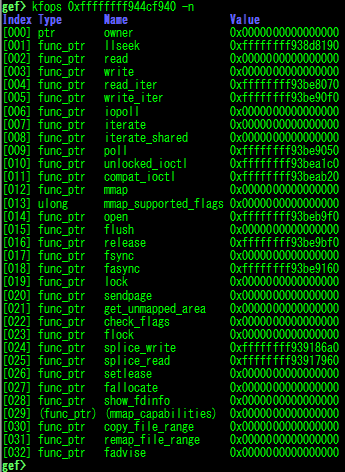 gef> kfops 0xffffffff944cf940 -n
Index Type Name Value
[000] ptr owner 0x0000000000000000
[001] func_ptr llseek 0xffffffff938d8190
[002] func_ptr read 0x0000000000000000
[003] func_ptr write 0x0000000000000000
[004] func_ptr read_iter 0xffffffff93be8070
[005] func_ptr write_iter 0xffffffff93be90f0
[006] func_ptr iopoll 0x0000000000000000
[007] func_ptr iterate 0x0000000000000000
[008] func_ptr iterate_shared 0x0000000000000000
[009] func_ptr poll 0xffffffff93be9050
[010] func_ptr unlocked_ioctl 0xffffffff93bea1c0
[011] func_ptr compat_ioctl 0xffffffff93beab20
[012] func_ptr mmap 0x0000000000000000
[013] ulong mmap_supported_flags 0x0000000000000000
[014] func_ptr open 0xffffffff93beb9f0
[015] func_ptr flush 0x0000000000000000
[016] func_ptr release 0xffffffff93be9bf0
[017] func_ptr fsync 0x0000000000000000
[018] func_ptr fasync 0xffffffff93be9160
[019] func_ptr lock 0x0000000000000000
[020] func_ptr sendpage 0x0000000000000000
[021] func_ptr get_unmapped_area 0x0000000000000000
[022] func_ptr check_flags 0x0000000000000000
[023] func_ptr flock 0x0000000000000000
[024] func_ptr splice_write 0xffffffff939186a0
[025] func_ptr splice_read 0xffffffff93917960
[026] func_ptr setlease 0x0000000000000000
[027] func_ptr fallocate 0x0000000000000000
[028] func_ptr show_fdinfo 0x0000000000000000
[029] (func_ptr) (mmap_capabilities) 0x0000000000000000
[030] func_ptr copy_file_range 0x0000000000000000
[031] func_ptr remap_file_range 0x0000000000000000
[032] func_ptr fadvise 0x0000000000000000
gef>